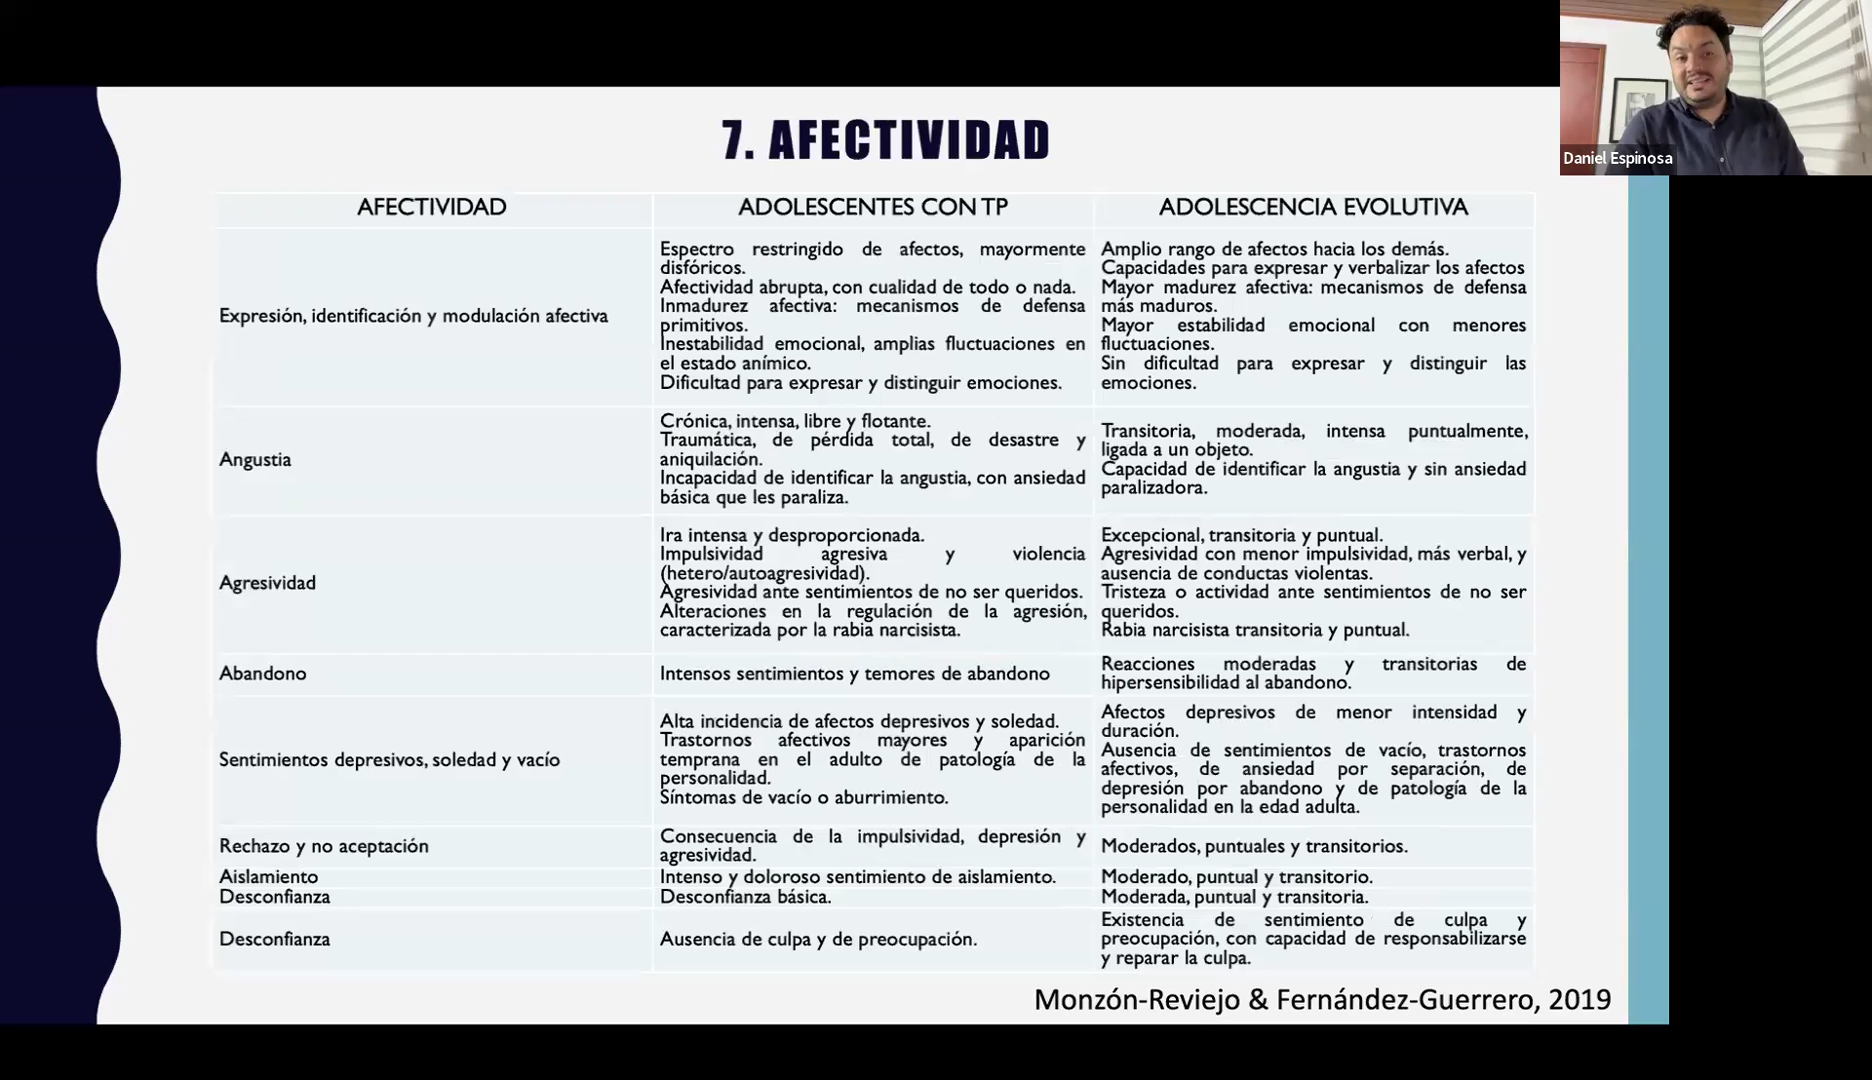 7. AFECTIVIDAD
Daniel Espinosa
AFECTIVIDAD
ADOLESCENTES CON TP
ADOLESCENCIA EVOLUTIVA
Expresión, identificación y modulación afectiva
Espectro restringido de afectos, mayormente
disfóricos.
Afectividad abrupta, con cualidad de todo o nada.
Inmadurez afectiva: mecanismos de defensa
primitivos.
Inestabilidad emocional, amplias fluctuaciones en
el estado anímico.
Dificultad para expresar y distinguir emociones.
Amplio rango de afectos hacia los demás.
Capacidades para expresar y verbalizar los afectos
Mayor madurez afectiva: mecanismos de defensa
más maduros.
Mayor estabilidad emocional con menores
fluctuaciones.
Sin dificultad para expresar y distinguir las
emociones.
Angustia
Crónica, intensa, libre y flotante.
Traumática, de pérdida total, de desastre y
aniquilación.
Incapacidad de identificar la angustia, con ansiedad
básica que les paraliza.
Transitoria, moderada, intensa puntualmente,
ligada a un objeto.
Capacidad de identificar la angustia y sin ansiedad
paralizadora.
Agresividad
Ira intensa y desproporcionada.
Impulsividad agresiva y violencia
(hetero/autoagresividad).
Agresividad ante sentimientos de no ser queridos.
Alteraciones en la regulación de la agresión,
caracterizada por la rabia narcisista.
Excepcional, transitoria y puntual.
Agresividad con menor impulsividad, más verbal, y
ausencia de conductas violentas.
Tristeza o actividad ante sentimientos de no ser
queridos.
Rabia narcisista transitoria y puntual.
Abandono
Intensos sentimientos y temores de abandono
Reacciones moderadas y transitorias de
hipersensibilidad al abandono.
Sentimientos depresivos, soledad y vacío
Alta incidencia de afectos depresivos y soledad.
Trastornos afectivos mayores y aparición
temprana en el adulto de patología de la
personalidad.
Síntomas de vacío o aburrimiento.
Afectos depresivos de menor intensidad y
duración.
Ausencia de sentimientos de vacío, trastornos
afectivos, de ansiedad por separación, de
depresión por abandono y de patología de la
personalidad en la edad adulta.
Rechazo y no aceptación
Consecuencia de la impulsividad, depresión y
agresividad.
Moderados, puntuales y transitorios.
Aislamiento
Intenso y doloroso sentimiento de aislamiento.
Moderado, puntual y transitorio.
Desconfianza
Desconfianza básica.
Moderada, puntual y transitoria.
Desconfianza
Ausencia de culpa y de preocupación.
Existencia de sentimiento de culpa y
preocupación, con capacidad de responsabilizarse
y reparar la culpa.
Monzón-Reviejo & Fernández-Guerrero, 2019